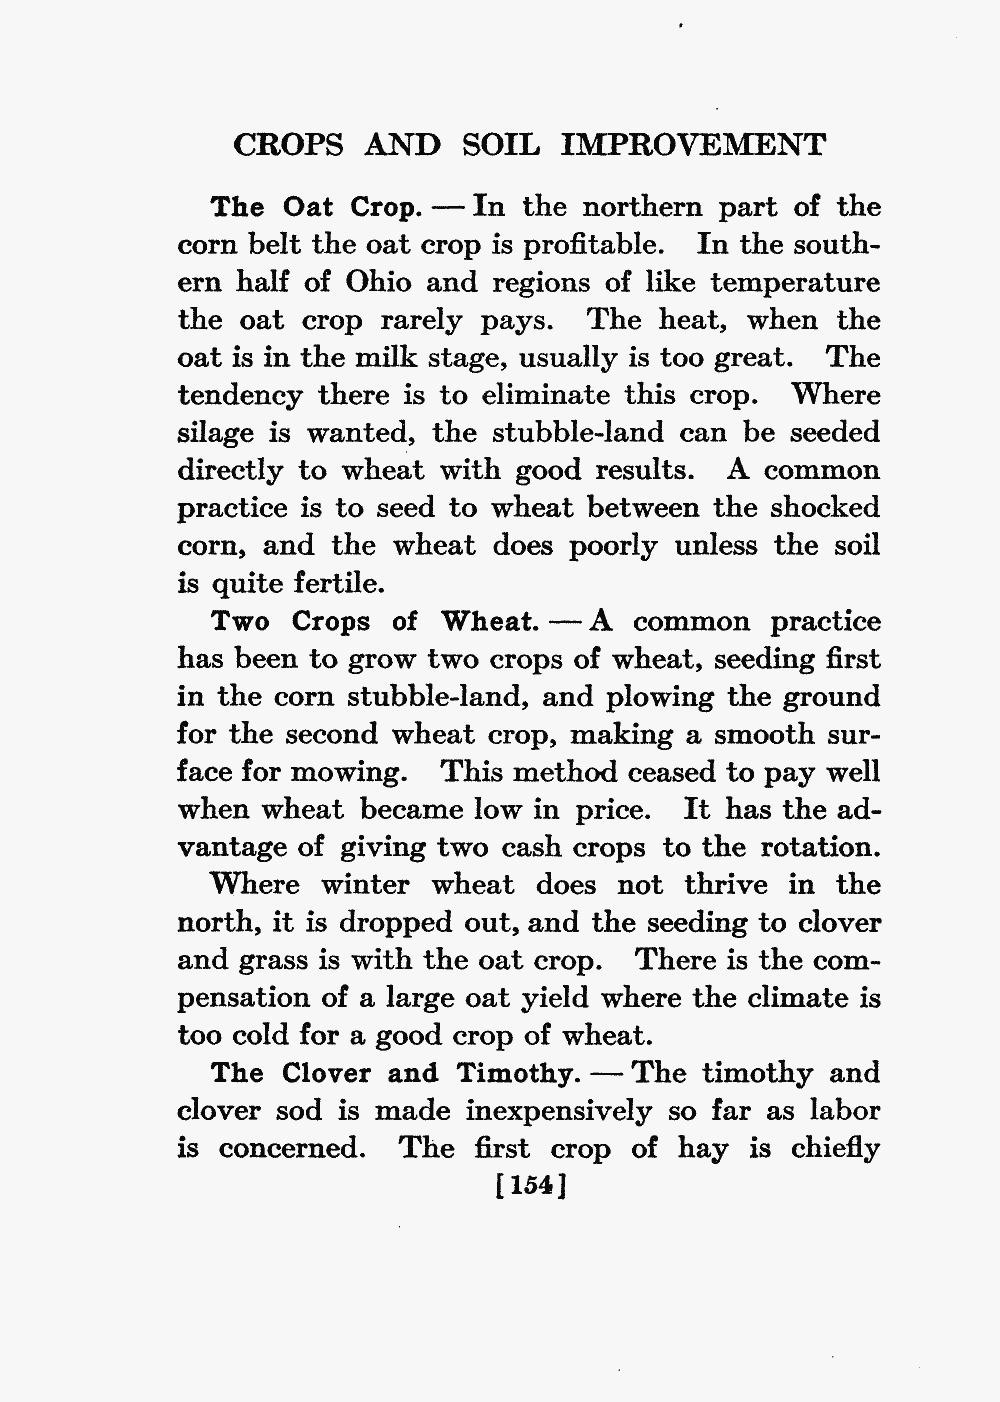 CROPS AND SOIL IMPROVEMENT
The Oat Crop. — In the northern part of the
corn belt the oat crop is profitable. In the south-
ern half of Ohio and regions of like temperature
the oat crop rarely pays. The heat, when the
oat is in the milk stage, usually is too great. The
tendency there is to eliminate this crop. Where
silage is wanted, the stubble-land can be seeded
directly to wheat with good results. A common
practice is to seed to wheat between the shocked
corn, and the wheat does poorly unless the soil
is quite fertile.
Two Crops of Wheat. — A common practice
has been to grow two crops of wheat, seeding first
in the corn stubble-land, and plowing the ground
for the second wheat crop, making a smooth sur-
face for mowing. This method ceased to pay well
when wheat became low in price. It has the ad-
vantage of giving two cash crops to the rotation.
Where winter wheat does not thrive in the
north, it is dropped out, and the seeding to clover
and grass is with the oat crop. There is the com-
pensation of a large oat yield where the climate is
too cold for a good crop of wheat.
The Clover and Timothy. — The timothy and
clover sod is made inexpensively so far as labor
is concerned. The first crop of hay is chiefly
[154]